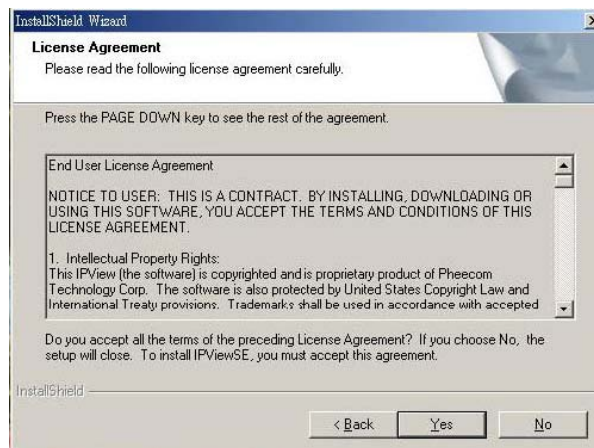 InstallShield Wizard
License Agreement
Please read the following license agreement carefully.
Press the PAGE DOWN key to see the rest of the agreement.
End User License Agreement
NOTICE TO USER: THIS IS A CONTRACT. BY INSTALLING, DOWNLOADING OR
USING THIS SOFTWARE, YOU ACCEPT THE TERMS AND CONDITIONS OF THIS
LICENSE AGREEMENT.
1. Intellectual Property Rights:
This IPView (the software) is copyrighted and is proprietary product of Pheecom
Technology Corp. The software is also protected by United States Copyright Law and
International Treaty provisions. Trademarks shall be used in accordance with accepted
Do you accept all the terms of the preceding License Agreement? If you choose No, the
setup will close. To install IPViewSE, you must accept this agreement.
InstallShield
< Back
Yes
No